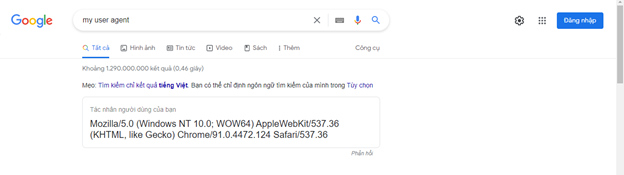 Google
my user agent
Đăng nhập
Tất cả
Hình ảnh
Tin tức
Video
Sách
Thêm
Công cụ
Khoảng 1.290.000.000 kết quả (0,46 giây)
Mẹo: Tìm kiếm chỉ kết quả tiếng Việt. Bạn có thể chỉ định ngôn ngữ tìm kiếm của mình trong Tùy chọn
Tác nhân người dùng của bạn
Mozilla/5.0 (Windows NT 10.0; WOW64) AppleWebKit/537.36
(KHTML, like Gecko) Chrome/91.0.4472.124 Safari/537.36
Phản hồi